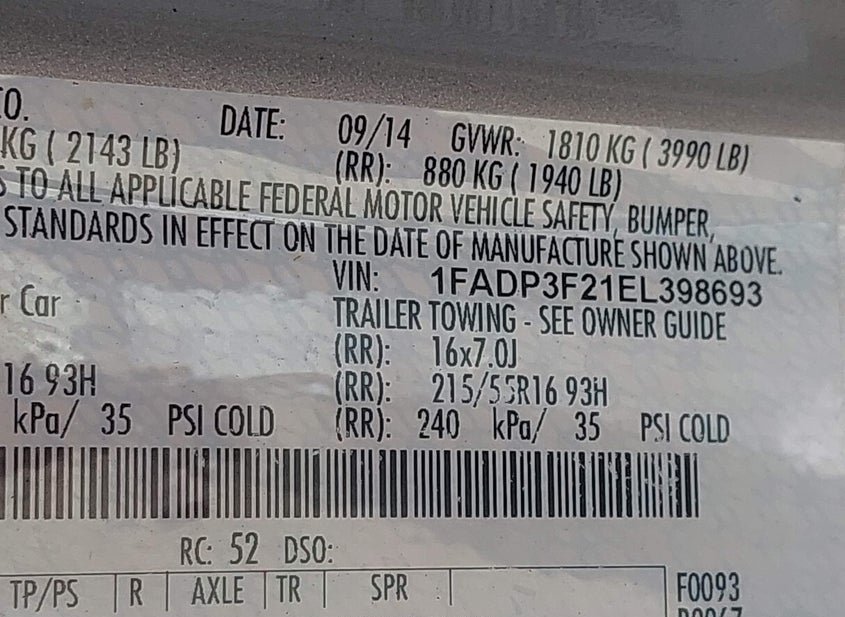 CO. DATE: 09/14 GVWR: 1810 KG ( 3990 LB)
KG ( 2143 LB) (RR): 880 KG ( 1940 LB)
S TO ALL APPLICABLE FEDERAL MOTOR VEHICLE SAFETY, BUMPER,
STANDARDS IN EFFECT ON THE DATE OF MANUFACTURE SHOWN ABOVE.
VIN: 1FADP3F21EL398693
r Car TRAILER TOWING - SEE OWNER GUIDE
(RR): 16x7.0J
16 93H (RR): 215/55R16 93H
kPa/ 35 PSI COLD (RR): 240 kPa/ 35 PSI COLD
RC: 52 DSO:
TP/PS R AXLE TR SPR F0093